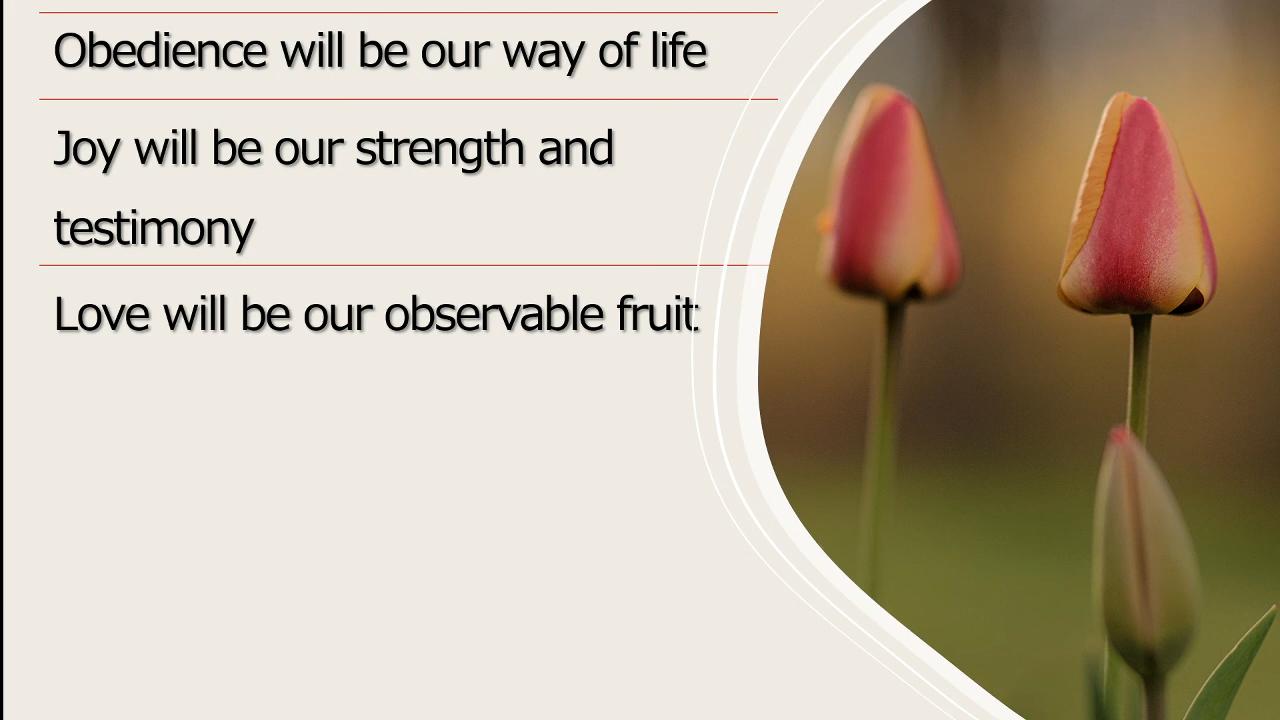 Obedience will be our way of life
Joy will be our strength and
testimony
Love will be our observable fruit